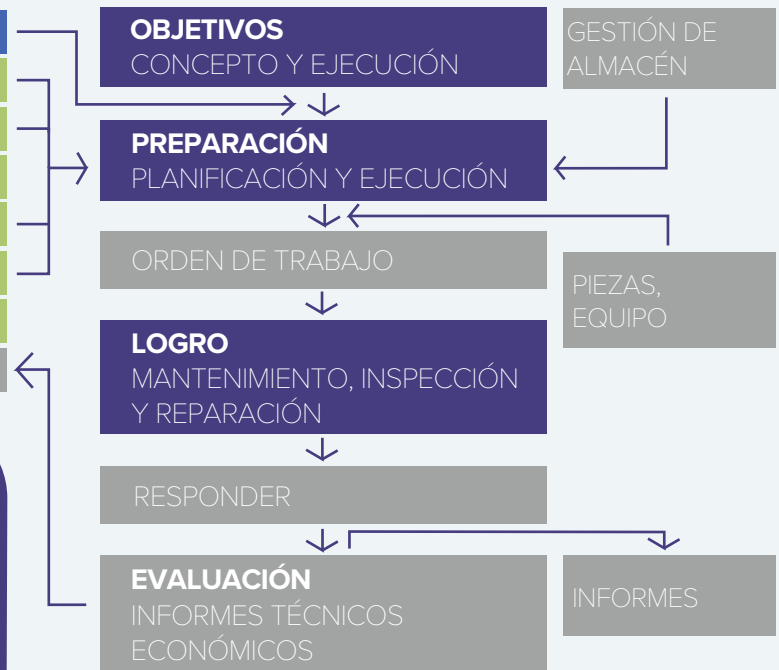 OBJETIVOS
CONCEPTO Y EJECUCIÓN
GESTIÓN DE
ALMACÉN
PREPARACIÓN
PLANIFICACIÓN Y EJECUCIÓN
ORDEN DE TRABAJO
PIEZAS,
EQUIPO
LOGRO
MANTENIMIENTO, INSPECCIÓN
Y REPARACIÓN
RESPONDER
EVALUACIÓN
INFORMES TÉCNICOS
ECONÓMICOS
INFORMES